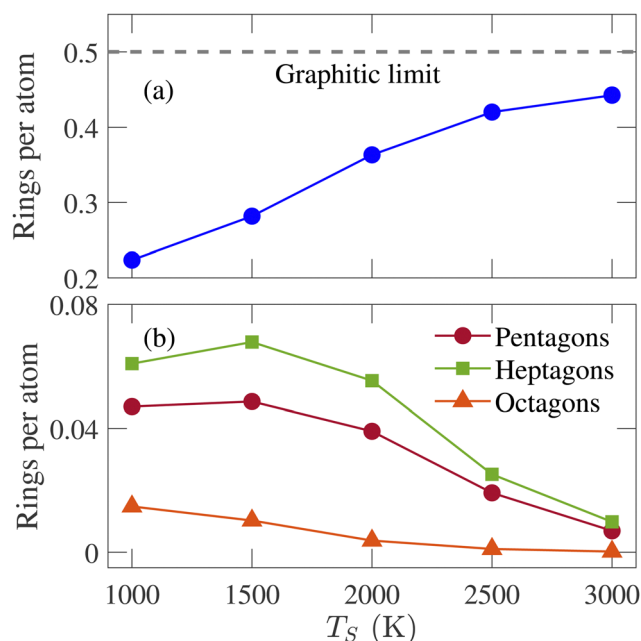 0.5
Graphitic limit
(a)
0.4
0.3
0.2
Rings per atom
0.08
(b)
Pentagons
Heptagons
Octagons
0.04
0
Rings per atom
1000 1500 2000 2500 3000
T_S (K)